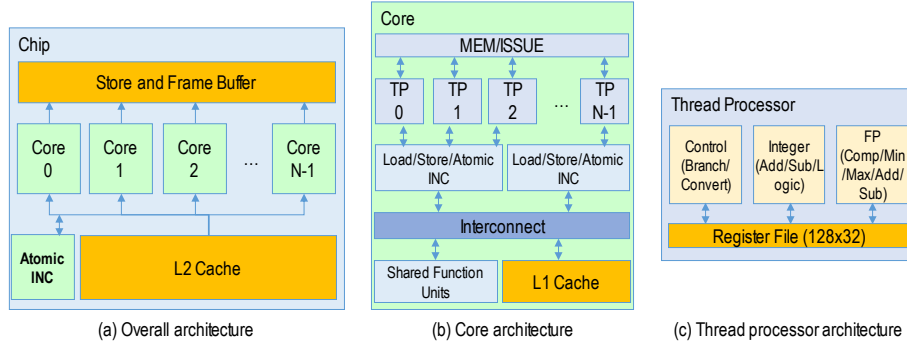 Chip
Store and Frame Buffer
Core
0
Core
1
Core
2
...
Core
N-1
Atomic
INC
L2 Cache
(a) Overall architecture
Core
MEM/ISSUE
TP
0
TP
1
TP
2
...
TP
N-1
Load/Store/Atomic
INC
Load/Store/Atomic
INC
Interconnect
Shared Function
Units
L1 Cache
(b) Core architecture
Thread Processor
Control
(Branch/
Convert)
Integer
(Add/Sub/L
ogic)
FP
(Comp/Min
/Max/Add/
Sub)
Register File (128x32)
(c) Thread processor architecture